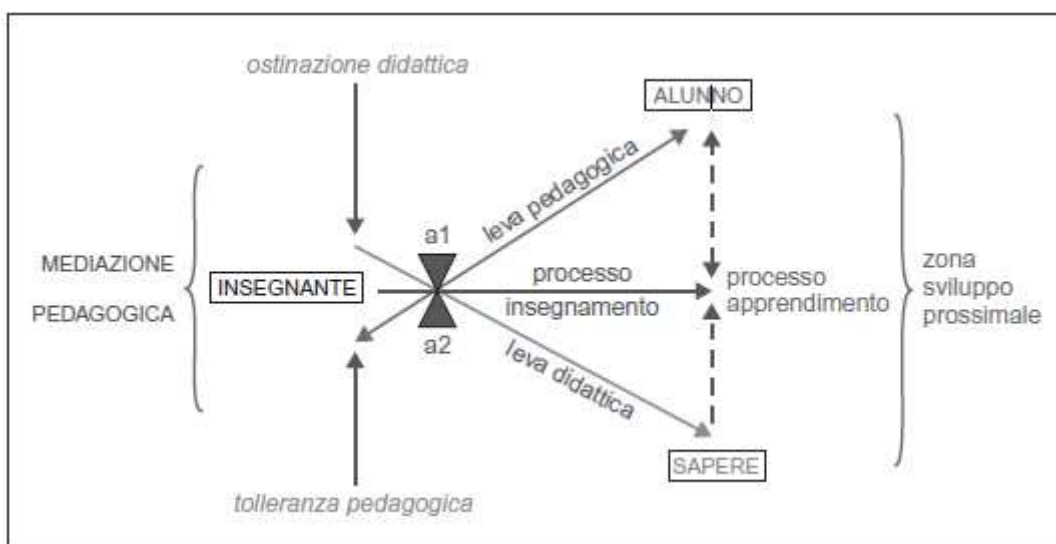 ostinazione didattica
ALUNNO
leva pedagogica
a1
MEDIAZIONE
PEDAGOGICA
INSEGNANTE
processo
insegnamento
processo
apprendimento
zona
sviluppo
prossimale
a2
leva didattica
SAPERE
tolleranza pedagogica